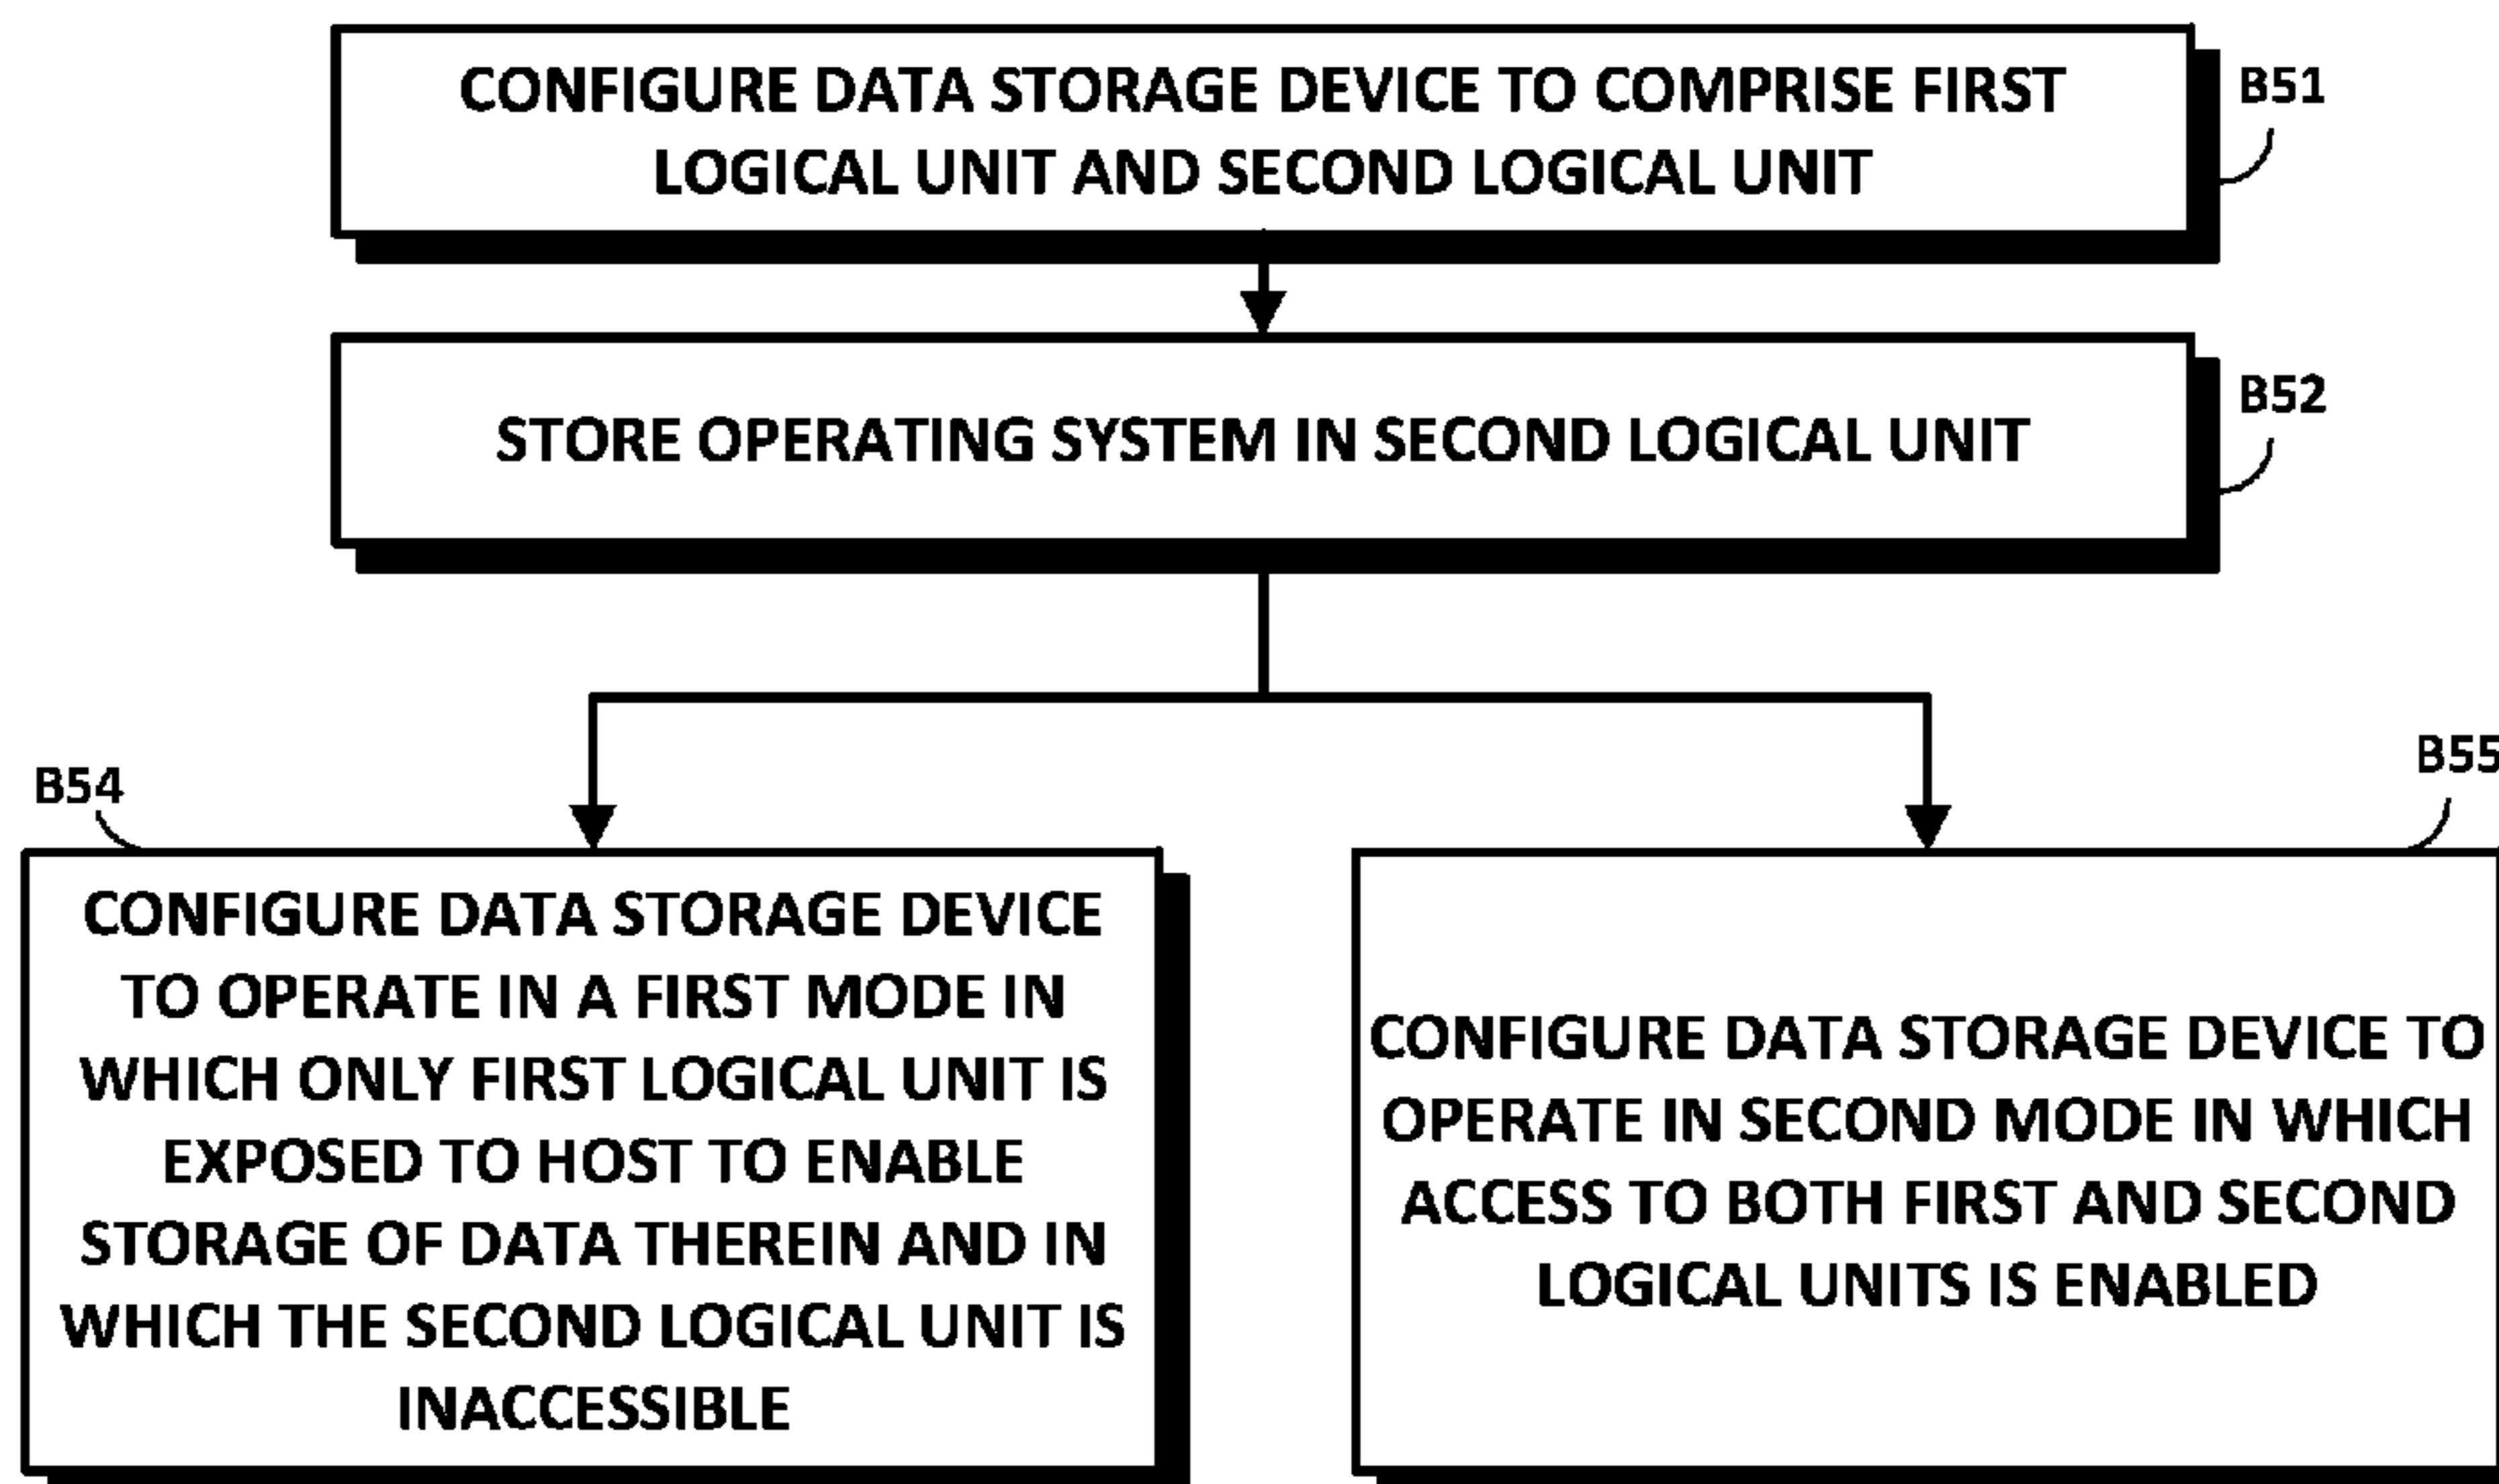 CONFIGURE DATA STORAGE DEVICE TO COMPRISE FIRST
LOGICAL UNIT AND SECOND LOGICAL UNIT
B51
STORE OPERATING SYSTEM IN SECOND LOGICAL UNIT
B52
B54
CONFIGURE DATA STORAGE DEVICE
TO OPERATE IN A FIRST MODE IN
WHICH ONLY FIRST LOGICAL UNIT IS
EXPOSED TO HOST TO ENABLE
STORAGE OF DATA THEREIN AND IN
WHICH THE SECOND LOGICAL UNIT IS
INACCESSIBLE
B55
CONFIGURE DATA STORAGE DEVICE TO
OPERATE IN SECOND MODE IN WHICH
ACCESS TO BOTH FIRST AND SECOND
LOGICAL UNITS IS ENABLED